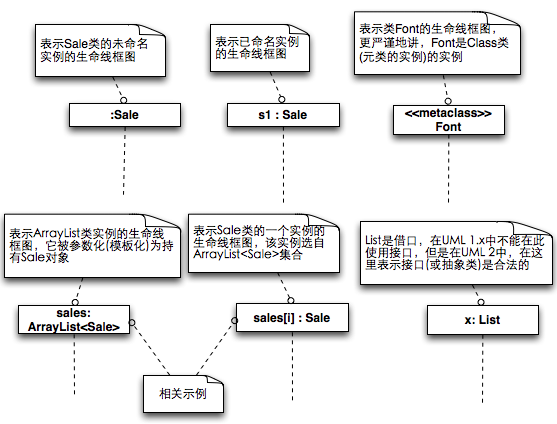 表示Sale类的未命名
实例的生命线框图
表示已命名实例
的生命线框图
表示类Font的生命线框图，
更严谨地讲，Font是Class类
(元类的实例)的实例
:Sale
s1 : Sale
<<metaclass>>
Font
表示ArrayList类实例的生命线
框图，它被参数化(模板化)为持
有Sale对象
表示Sale类的一个实例的
生命线框图，该实例选自
ArrayList<Sale>集合
List是借口，在UML 1.x中不能在此
使用接口，但是在UML 2中，在这
里表示接口(或抽象类)是合法的
sales:
ArrayList<Sale>
sales[i] : Sale
x: List
相关示例